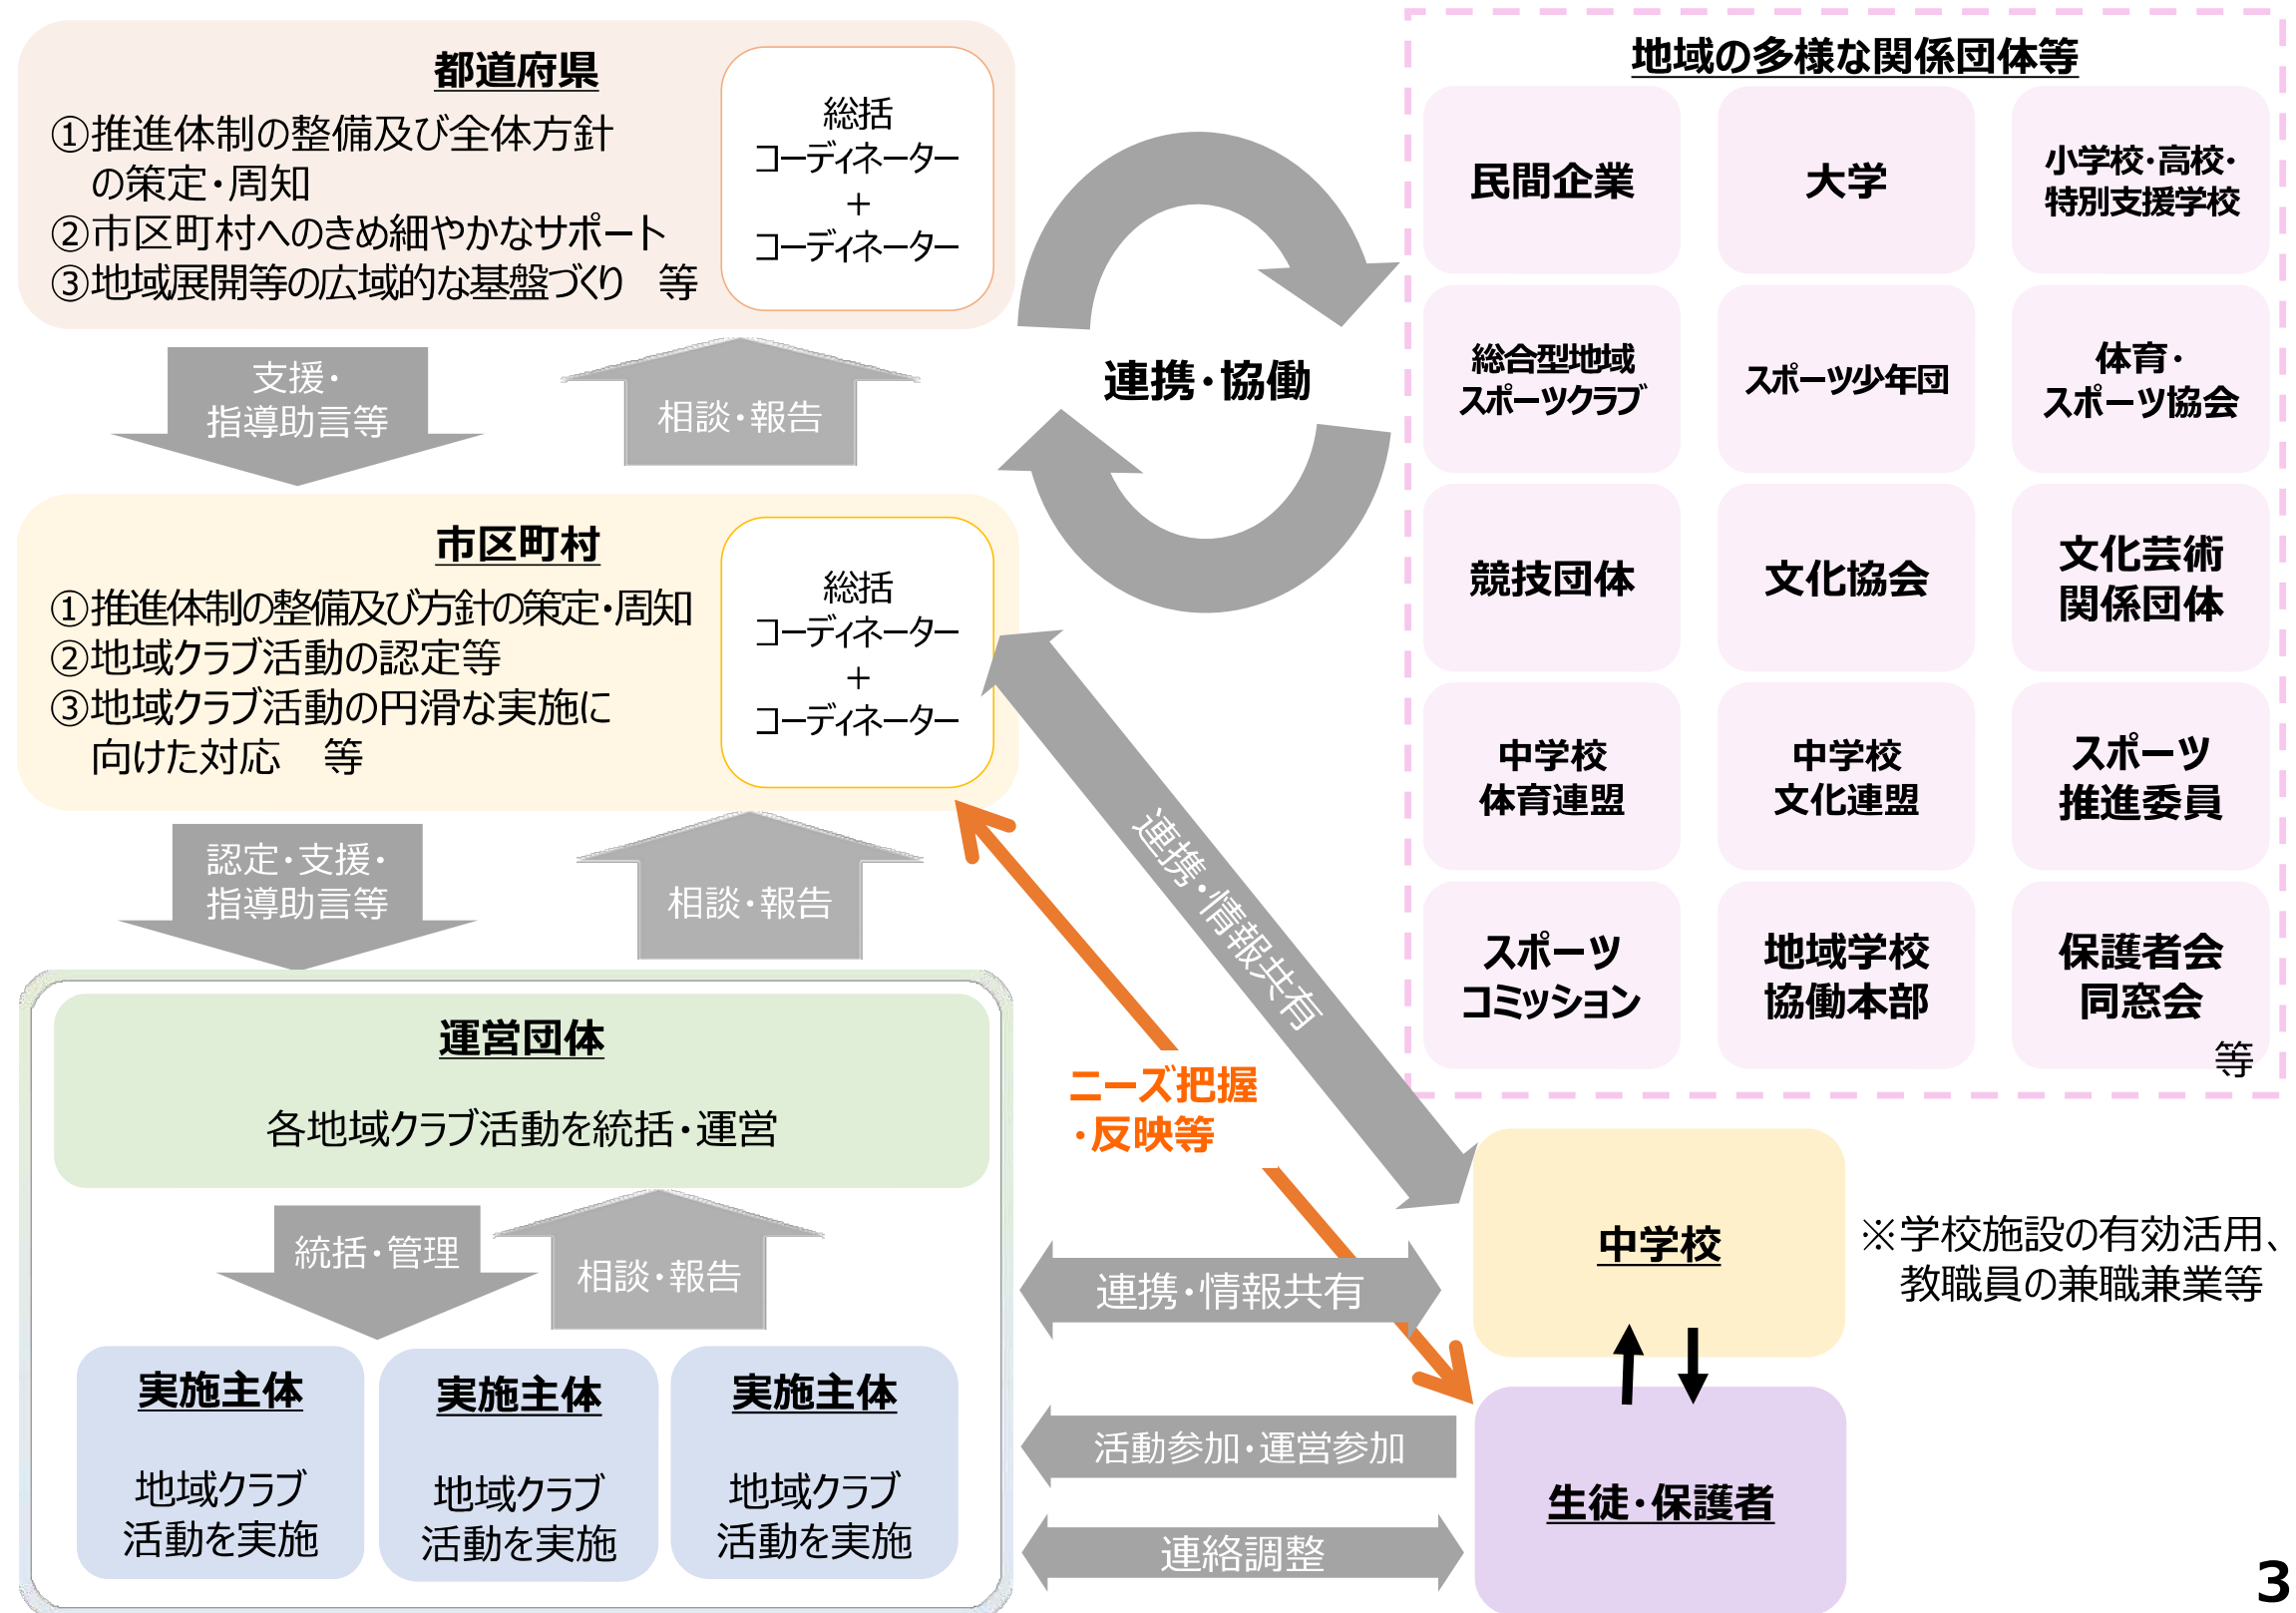 都道府県
①推進体制の整備及び全体方針
の策定・周知
②市区町村へのきめ細やかなサポート
③地域展開等の広域的な基盤づくり　等
総括
コーディネーター
+
コーディネーター
支援・
指導助言等
相談・報告
連携・協働
市区町村
①推進体制の整備及び方針の策定・周知
②地域クラブ活動の認定等
③地域クラブ活動の円滑な実施に
向けた対応　等
総括
コーディネーター
+
コーディネーター
認定・支援・
指導助言等
相談・報告
運営団体
各地域クラブ活動を統括・運営
統括・管理
相談・報告
実施主体
地域クラブ
活動を実施
実施主体
地域クラブ
活動を実施
実施主体
地域クラブ
活動を実施
地域の多様な関係団体等
民間企業
大学
小学校・高校・
特別支援学校
総合型地域
スポーツクラブ
スポーツ少年団
体育・
スポーツ協会
競技団体
文化協会
文化芸術
関係団体
中学校
体育連盟
中学校
文化連盟
スポーツ
推進委員
スポーツ
コミッション
地域学校
協働本部
保護者会
同窓会
等
連携・情報共有
ニーズ把握
・反映等
連携・情報共有
活動参加・運営参加
連絡調整
中学校
※学校施設の有効活用、
教職員の兼職兼業等
生徒・保護者
3